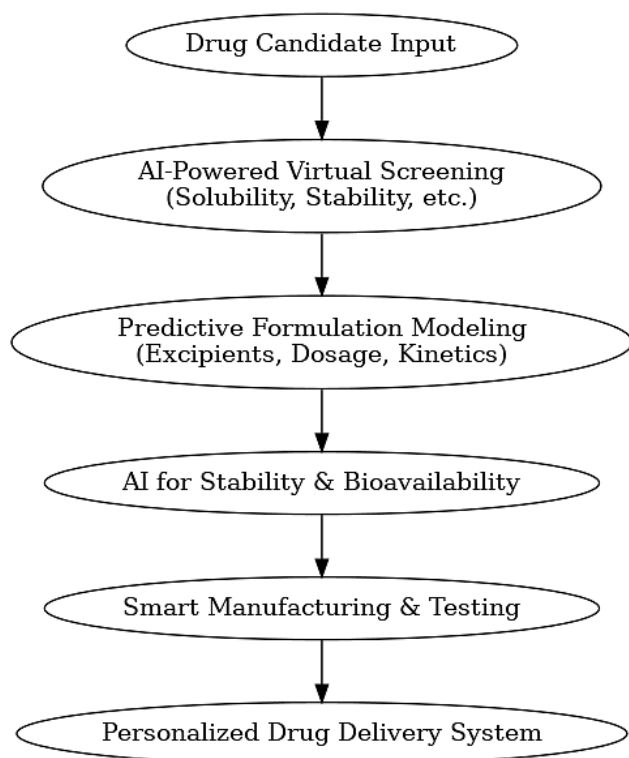 Drug Candidate Input
AI-Powered Virtual Screening
(Solubility, Stability, etc.)
Predictive Formulation Modeling
(Excipients, Dosage, Kinetics)
AI for Stability & Bioavailability
Smart Manufacturing & Testing
Personalized Drug Delivery System